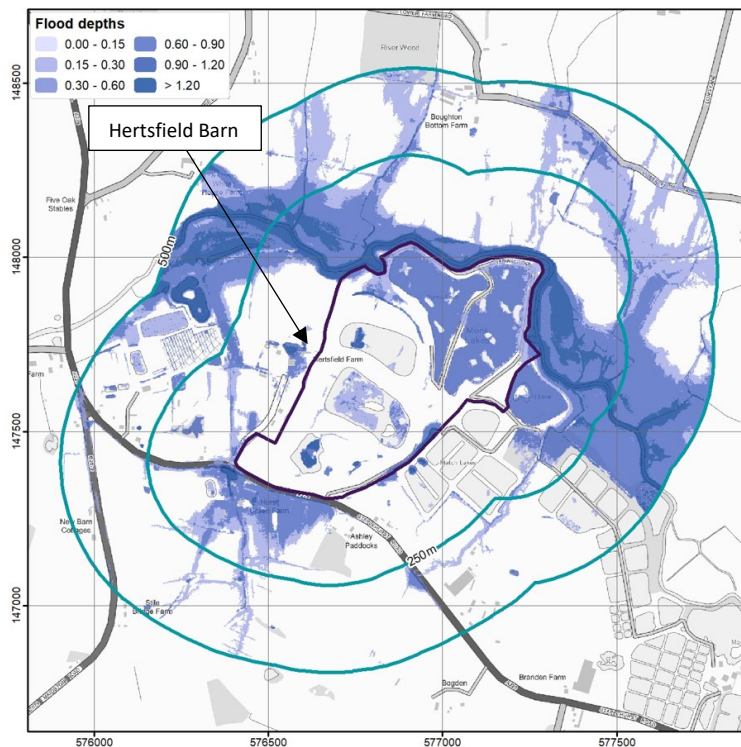 Flood depths
0.00 - 0.15
0.15 - 0.30
0.30 - 0.60
0.60 - 0.90
0.90 - 1.20
> 1.20
River Wood
Boughton
Bottom Farm
Hertsfield Barn
Five Oak
Stables
500m
Farm
Hertsfield Farm
Ashley
Paddocks
250m
New Barn
Cottages
Stile
Bridge Farm
Bogden
Branden Farm
148500
148000
147500
147000
576000
576500
577000
577500